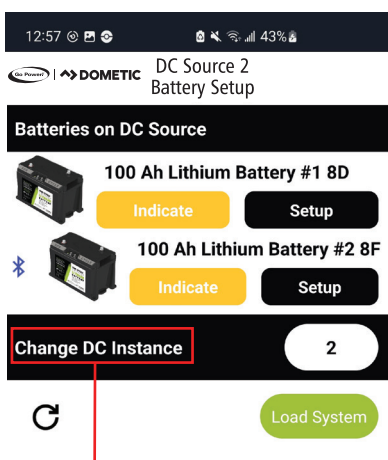 12:57 43%
Go Power! DOMETIC DC Source 2
Battery Setup
Batteries on DC Source
100 Ah Lithium Battery #1 8D
Indicate Setup
100 Ah Lithium Battery #2 8F
Indicate Setup
Change DC Instance 2
Load System